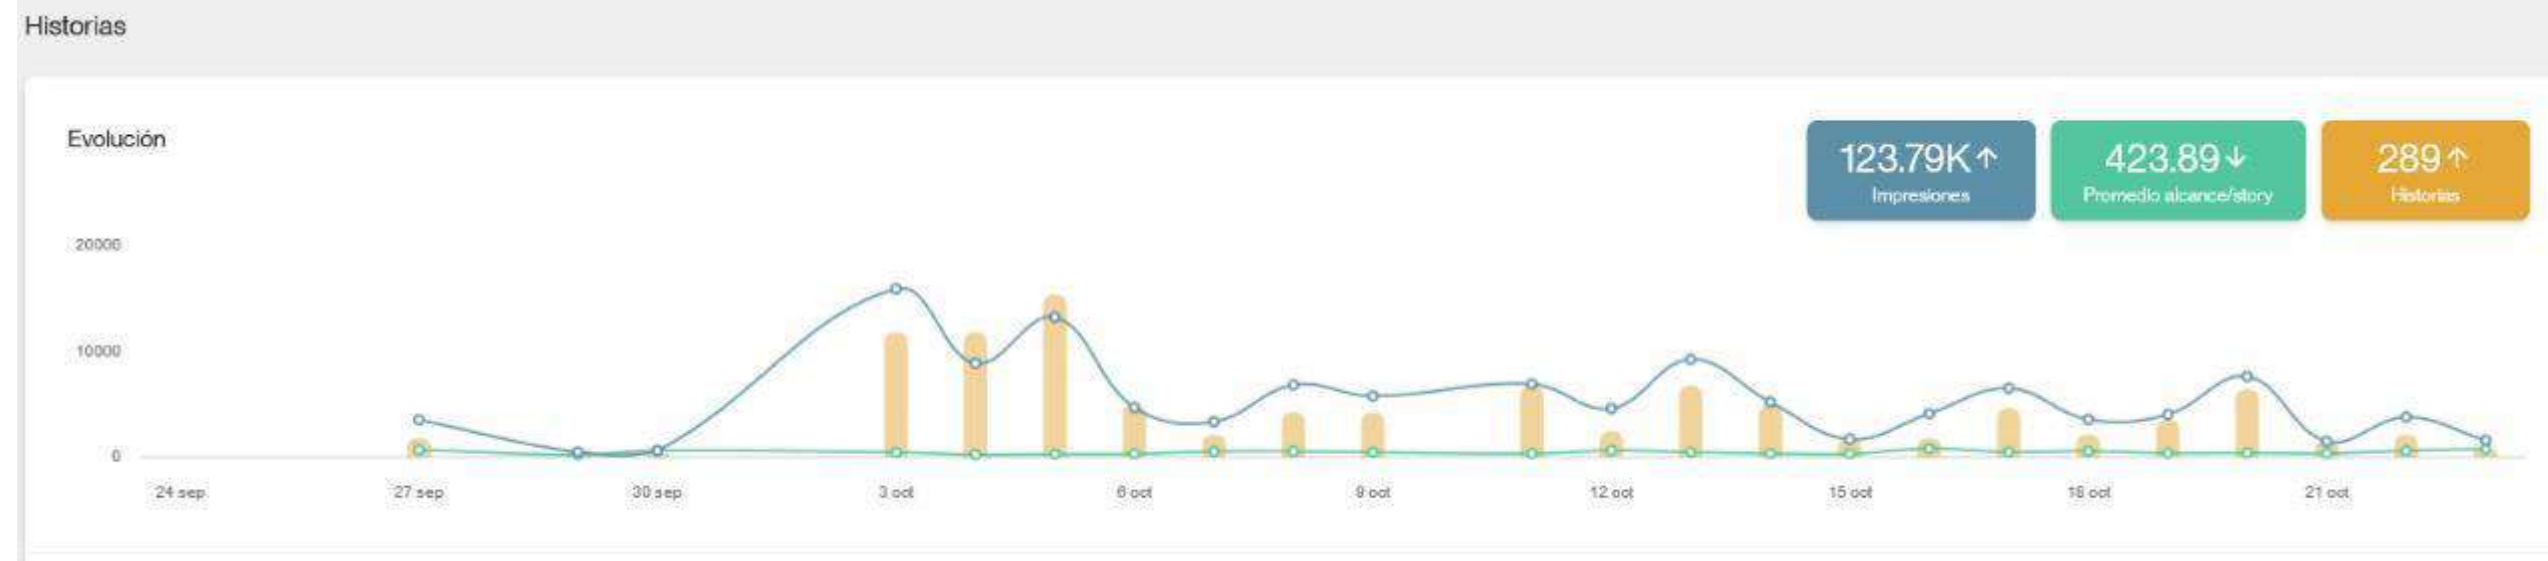 Historias
Evolución
123.79K↑
Impresiones
423.89↓
Promedio alcance/story
289↑
Historias
20000
10000
0
24 sep
27 sep
30 sep
3 oct
6 oct
9 oct
12 oct
15 oct
18 oct
21 oct